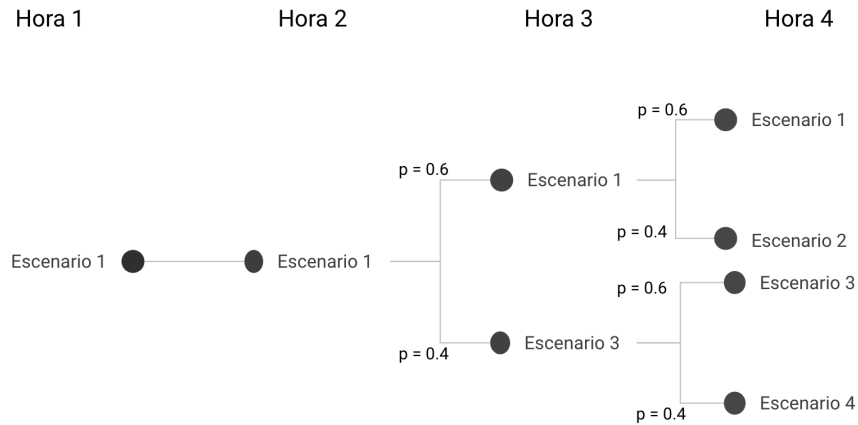 Hora 1
Hora 2
Hora 3
Hora 4
p = 0.6
Escenario 1
p = 0.6
Escenario 1
p = 0.4
Escenario 2
Escenario 1
Escenario 1
p = 0.6
Escenario 3
p = 0.4
Escenario 3
p = 0.4
Escenario 4